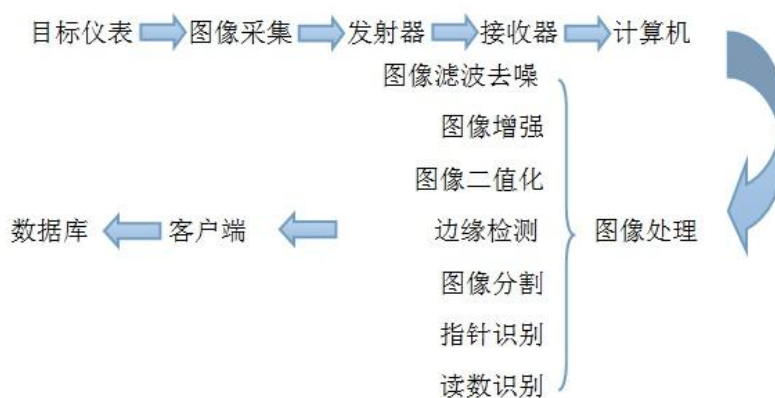 目标仪表 图像采集 发射器 接收器 计算机
图像滤波去噪
图像增强
图像二值化
数据库 客户端 边缘检测 图像处理
图像分割
指针识别
读数识别